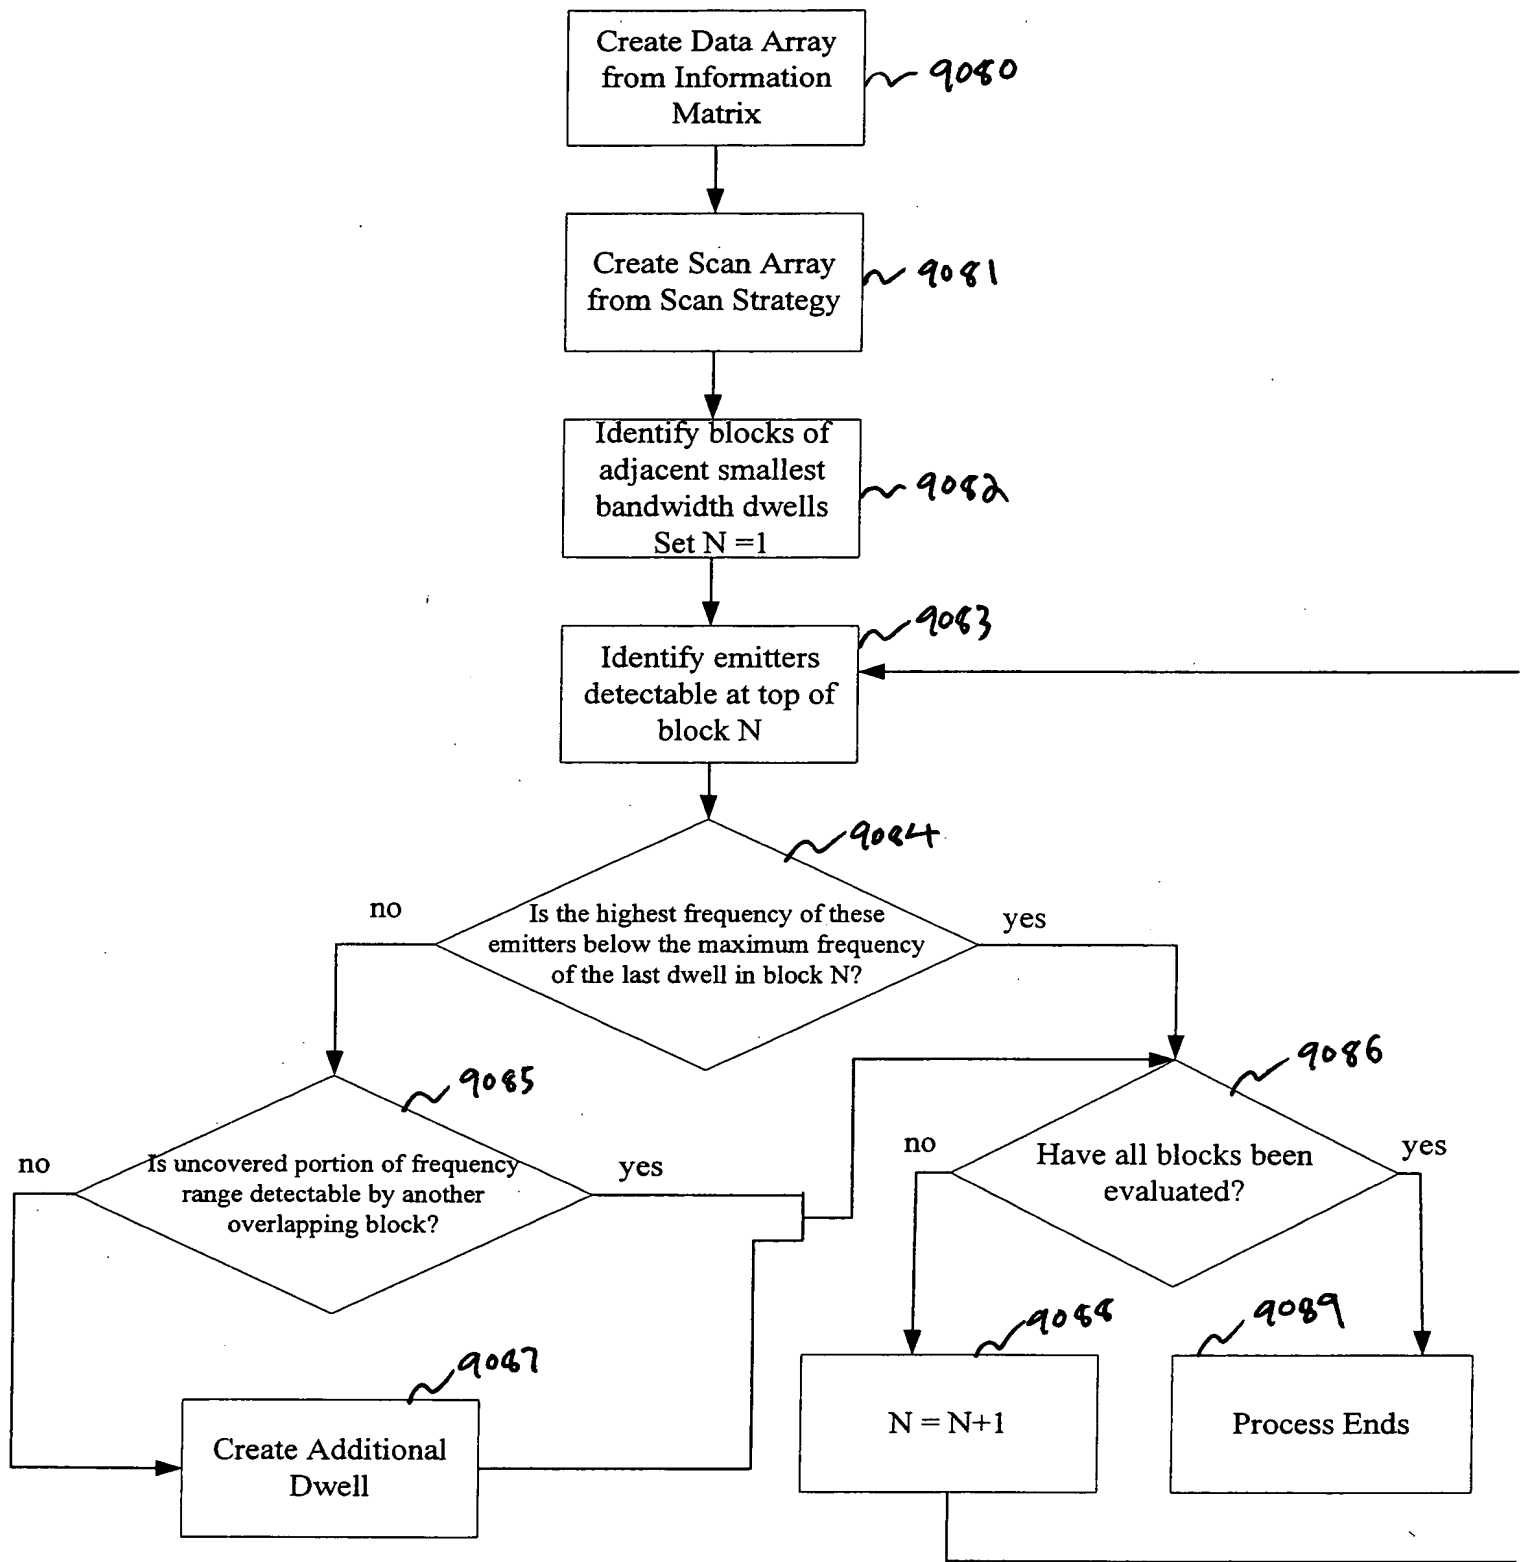 Create Data Array
from Information
Matrix
9080
Create Scan Array
from Scan Strategy
9081
Identify blocks of
adjacent smallest
bandwidth dwells
Set N =1
9082
9083
Identify emitters
detectable at top of
block N
9084
no
Is the highest frequency of these
emitters below the maximum frequency
of the last dwell in block N?
yes
9085
9086
no
Is uncovered portion of frequency
range detectable by another
overlapping block?
yes
no
Have all blocks been
evaluated?
yes
9087
Create Additional
Dwell
9088
N = N+1
9089
Process Ends